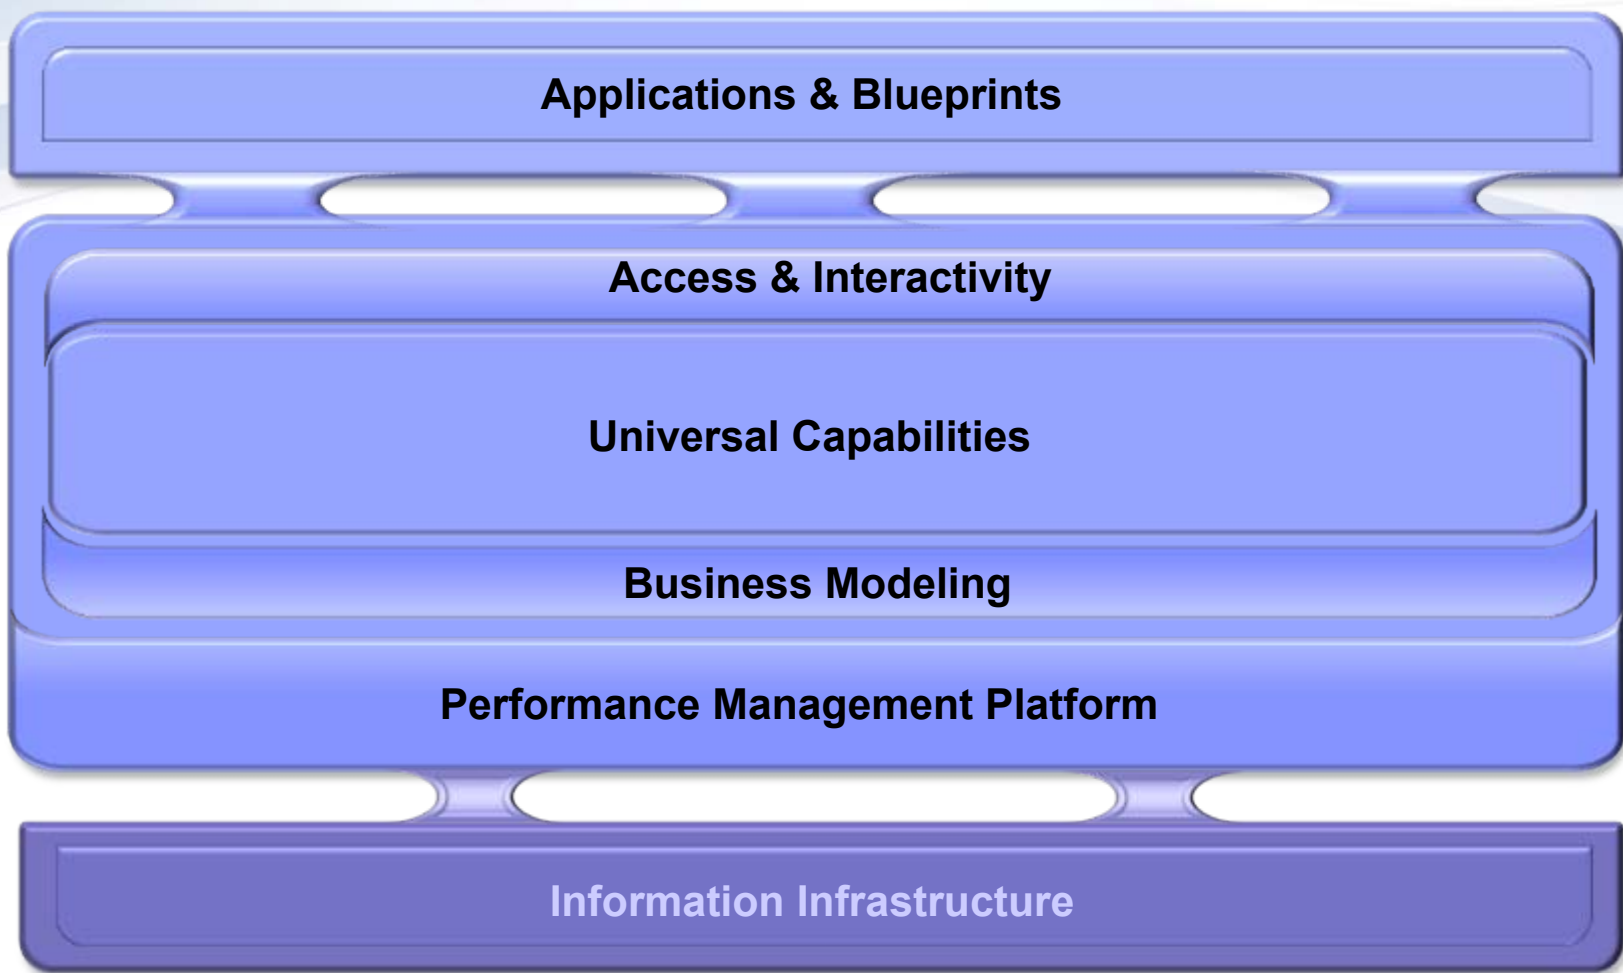 Applications & Blueprints
Access & Interactivity
Universal Capabilities
Business Modeling
Performance Management Platform
Information Infrastructure